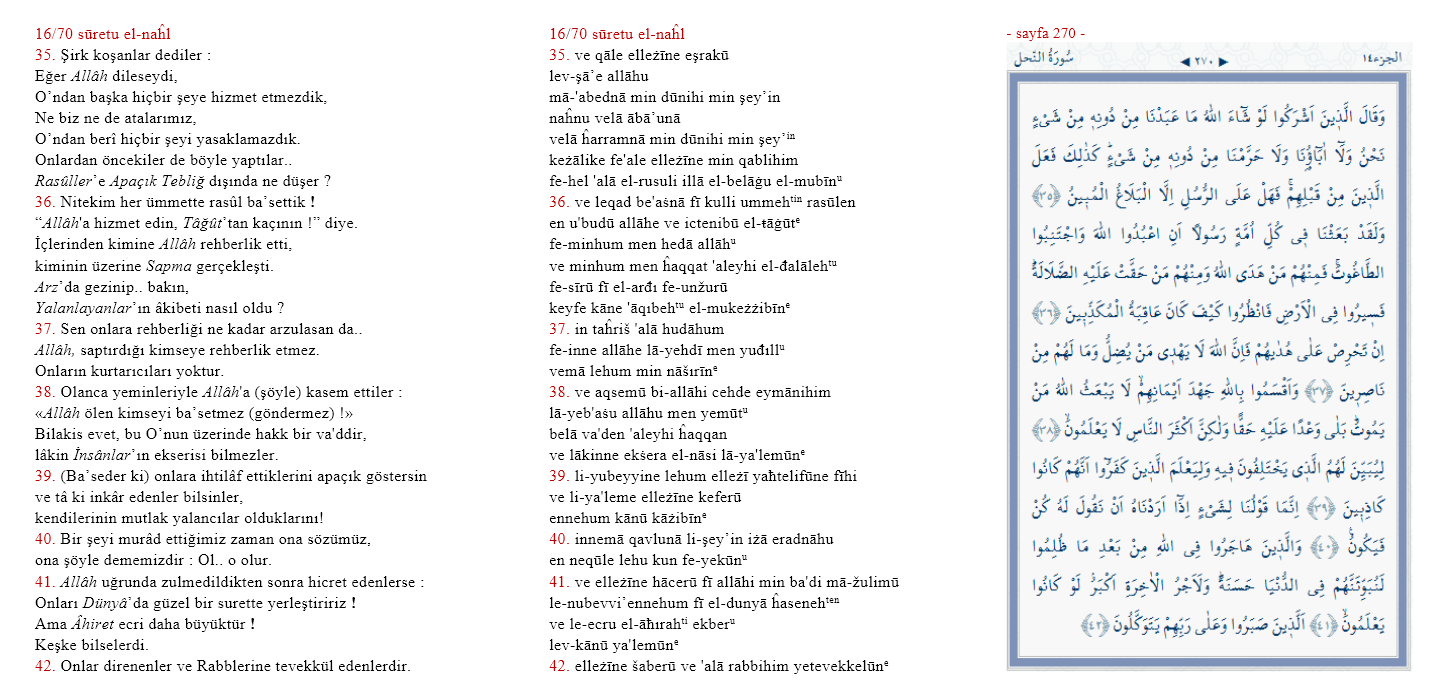 16/70 sūretu el-naĥl
35. Şirk koşanlar dediler :
Eğer Allâh dileseydi,
O’ndan başka hiçbir şeye hizmet etmezdik,
Ne biz ne de atalarımız,
O’ndan berî hiçbir şeyi yasaklamazdık.
Onlardan öncekiler de böyle yaptılar..
Rasûller’e Apaçık Tebliğ dışında ne düşer ?
36. Nitekim her ümmette rasûl ba’settik !
“Allâh'a hizmet edin, Tâğût’tan kaçının !” diye.
İçlerinden kimine Allâh rehberlik etti,
kiminin üzerine Sapma gerçekleşti.
Arz’da gezinip.. bakın,
Yalanlayanlar’ın âkibeti nasıl oldu ?
37. Sen onlara rehberliği ne kadar arzulasan da..
Allâh, saptırdığı kimseye rehberlik etmez.
Onların kurtarıcıları yoktur.
38. Olanca yeminleriyle Allâh'a (şöyle) kasem ettiler :
«Allâh ölen kimseyi ba’setmez (göndermez) !»
Bilakis evet, bu O’nun üzerinde hakk bir va'ddir,
lâkin İnsânlar’ın ekserisi bilmezler.
39. (Ba’seder ki) onlara ihtilâf ettiklerini apaçık göstersin
ve tâ ki inkâr edenler bilsinler,
kendilerinin mutlak yalancılar olduklarını!
40. Bir şeyi murâd ettiğimiz zaman ona sözümüz,
ona şöyle dememizdir : Ol.. o olur.
41. Allâh uğrunda zulmedildikten sonra hicret edenlerse :
Onları Dünyâ’da güzel bir surette yerleştiririz !
Ama Âhiret ecri daha büyüktür !
Keşke bilselerdi.
42. Onlar direnenler ve Rabblerine tevekkül edenlerdir.
16/70 sūretu el-naĥl
35. ve qāle elleżīne eşrakū
lev-şā’e allāhu
mā-'abednā min dūnihi min şey’in
naĥnu velā ābā’unā
velā ĥarramnā min dūnihi min şey’ⁱⁿ
keżālike fe'ale elleżīne min qablihim
fe-hel 'alā el-rusuli illā el-belāġu el-mubīnᵘ
36. ve leqad be'aśnā fī kulli ummehᵗⁱⁿ rasūlen
en u'budū allāhe ve ictenibū el-ŧāġūtᵉ
fe-minhum men hedā allāhᵘ
ve minhum men ĥaqqat 'aleyhi el-đalālehᵗᵘ
fe-sīrū fī el-arđı fe-unžurū
keyfe kāne 'āqıbehᵗᵘ el-mukeżżibīnᵉ
37. in taĥriš 'alā hudāhum
fe-inne allāhe lā-yehdī men yuđıllᵘ
vemā lehum min nāšırīnᵉ
38. ve aqsemū bi-allāhi cehde eymānihim
lā-yeb'aśu allāhu men yemūtᵘ
belā va'den 'aleyhi ĥaqqan
ve lākinne ekśera el-nāsi lā-ya'lemūnᵉ
39. li-yubeyyine lehum elleżī yaħtelifūne fīhi
ve li-ya'leme elleżīne keferū
ennehum kānū kāżibīnᵉ
40. innemā qavlunā li-şey’in iżā eradnāhu
en neqūle lehu kun fe-yekūnᵘ
41. ve elleżīne hācerū fī allāhi min ba'di mā-žulimū
le-nubevvi’ennehum fī el-dunyā ĥasenehᵗᵉⁿ
ve le-ecru el-āħırahᵗⁱ ekberᵘ
lev-kānū ya'lemūnᵉ
42. elleżīne šaberū ve 'alā rabbihim yetevekkelūnᵉ
- sayfa 270 -
الجزء ١٤ ◀ ٢٧٠ ▶ سُورَةُ النَّحل
وَقَالَ الَّذ۪ينَ اَشْرَكُوا لَوْ شَٓاءَ اللّٰهُ مَا عَبَدْنَا مِنْ دُونِه۪ مِنْ شَيْءٍ
نَحْنُ وَلَٓا اٰبَٓاؤُ۬نَا وَلَا حَرَّمْنَا مِنْ دُونِه۪ مِنْ شَيْءٍۜ كَذٰلِكَ فَعَلَ
الَّذ۪ينَ مِنْ قَبْلِهِمْۚ فَهَلْ عَلَى الرُّسُلِ اِلَّا الْبَلَاغُ الْمُب۪ينُ ﴿٣٥﴾
وَلَقَدْ بَعَثْنَا ف۪ي كُلِّ اُمَّةٍ رَسُولًا اَنِ اعْبُدُوا اللّٰهَ وَاجْتَنِبُوا
الطَّاغُوتَۚ فَمِنْهُمْ مَنْ هَدَى اللّٰهُ وَمِنْهُمْ مَنْ حَقَّتْ عَلَيْهِ الضَّلَالَةُۜ
فَس۪يرُوا فِي الْاَرْضِ فَانْظُرُوا كَيْفَ كَانَ عَاقِبَةُ الْمُكَذِّب۪ينَ ﴿٣٦﴾
اِنْ تَحْرِصْ عَلٰى هُدٰيهُمْ فَاِنَّ اللّٰهَ لَا يَهْد۪ي مَنْ يُضِلُّ وَمَا لَهُمْ مِنْ
نَاصِر۪ينَ ﴿٣٧﴾ وَاَقْسَمُوا بِاللّٰهِ جَهْدَ اَيْمَانِهِمْۙ لَا يَبْعَثُ اللّٰهُ مَنْ
يَمُوتُۜ بَلٰى وَعْدًا عَلَيْهِ حَقًّا وَلٰكِنَّ اَكْثَرَ النَّاسِ لَا يَعْلَمُونَۙ ﴿٣٨﴾
لِيُبَيِّنَ لَهُمُ الَّذ۪ي يَخْتَلِفُونَ ف۪يهِ وَلِيَعْلَمَ الَّذ۪ينَ كَفَرُٓوا اَنَّهُمْ كَانُوا
كَاذِب۪ينَ ﴿٣٩﴾ اِنَّمَا قَوْلُنَا لِشَيْءٍ اِذَٓا اَرَدْنَاهُ اَنْ نَقُولَ لَهُ كُنْ
فَيَكُونُ۟ ﴿٤٠﴾ وَالَّذ۪ينَ هَاجَرُوا فِي اللّٰهِ مِنْ بَعْدِ مَا ظُلِمُوا
لَنُبَوِّئَنَّهُمْ فِي الدُّنْيَا حَسَنَةًۜ وَلَاَجْرُ الْاٰخِرَةِ اَكْبَرُۢ لَوْ كَانُوا
يَعْلَمُونَۙ ﴿٤١﴾ اَلَّذ۪ينَ صَبَرُوا وَعَلٰى رَبِّهِمْ يَتَوَكَّلُونَ ﴿٤٢﴾